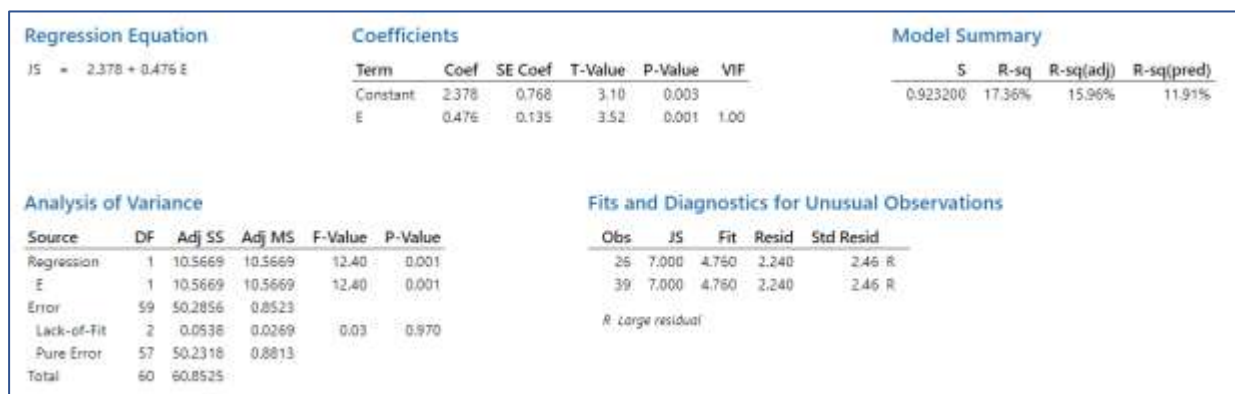 Regression Equation
JS = 2.378 + 0.476 E
Coefficients
Term Coef SE Coef T-Value P-Value VIF
Constant 2.378 0.768 3.10 0.003
E 0.476 0.135 3.52 0.001 1.00
Model Summary
S R-sq R-sq(adj) R-sq(pred)
0.923200 17.36% 15.96% 11.91%
Analysis of Variance
Source DF Adj SS Adj MS F-Value P-Value
Regression 1 10.5669 10.5669 12.40 0.001
E 1 10.5669 10.5669 12.40 0.001
Error 59 50.2856 0.8523
Lack-of-Fit 2 0.0538 0.0269 0.03 0.970
Pure Error 57 50.2318 0.8813
Total 60 60.8525
Fits and Diagnostics for Unusual Observations
Obs JS Fit Resid Std Resid
26 7.000 4.760 2.240 2.46 R
39 7.000 4.760 2.240 2.46 R
R Large residual